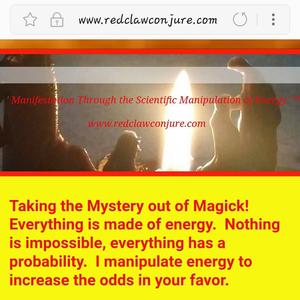 www.redclawconjure.com
" Manifestation Through the Scientific Manipulation of Energy "
www.redclawconjure.com
Taking the Mystery out of Magick!
Everything is made of energy. Nothing
is impossible, everything has a
probability. I manipulate energy to
increase the odds in your favor.